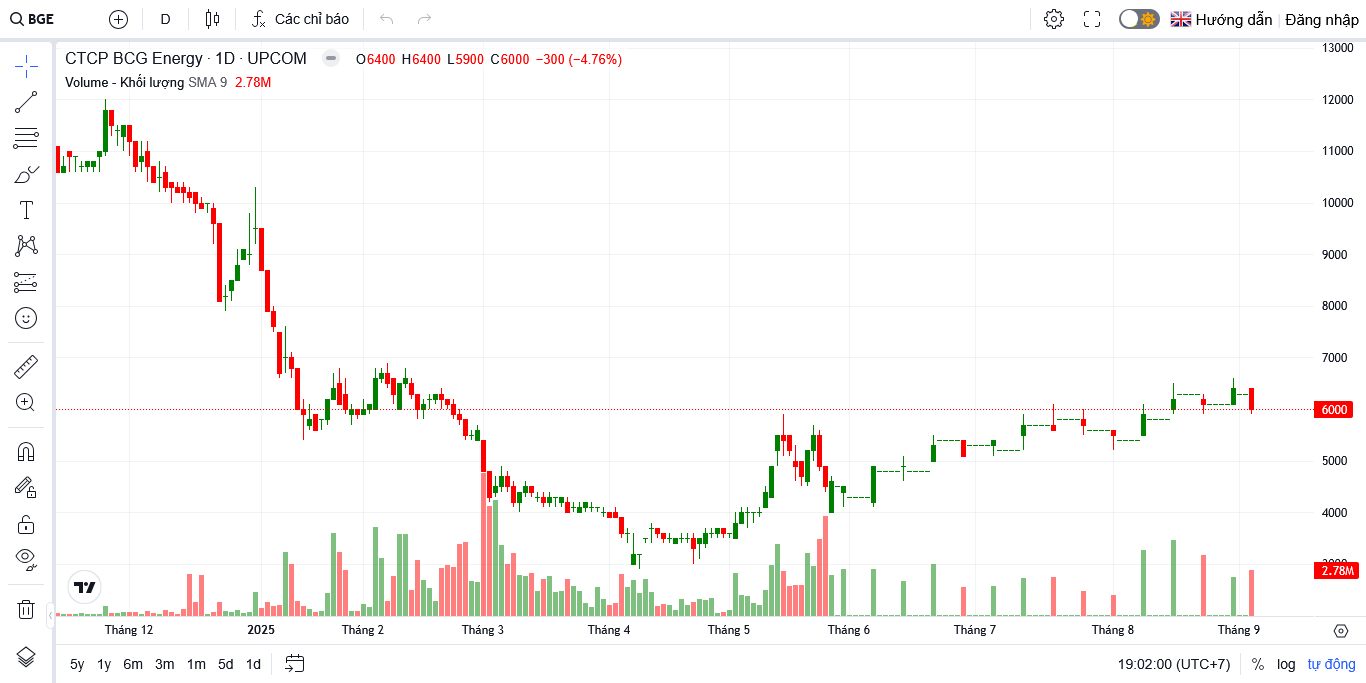 BGE D Các chỉ báo Hướng dẫn Đăng nhập
CTCP BCG Energy · 1D · UPCOM O6400 H6400 L5900 C6000 −300 (−4.76%)
Volume - Khối lượng SMA 9 2.78M
13000
12000
11000
10000
9000
8000
7000
6000
5000
4000
2.78M
Tháng 12 2025 Tháng 2 Tháng 3 Tháng 4 Tháng 5 Tháng 6 Tháng 7 Tháng 8 Tháng 9
5y 1y 6m 3m 1m 5d 1d 19:02:00 (UTC+7) % log tự động